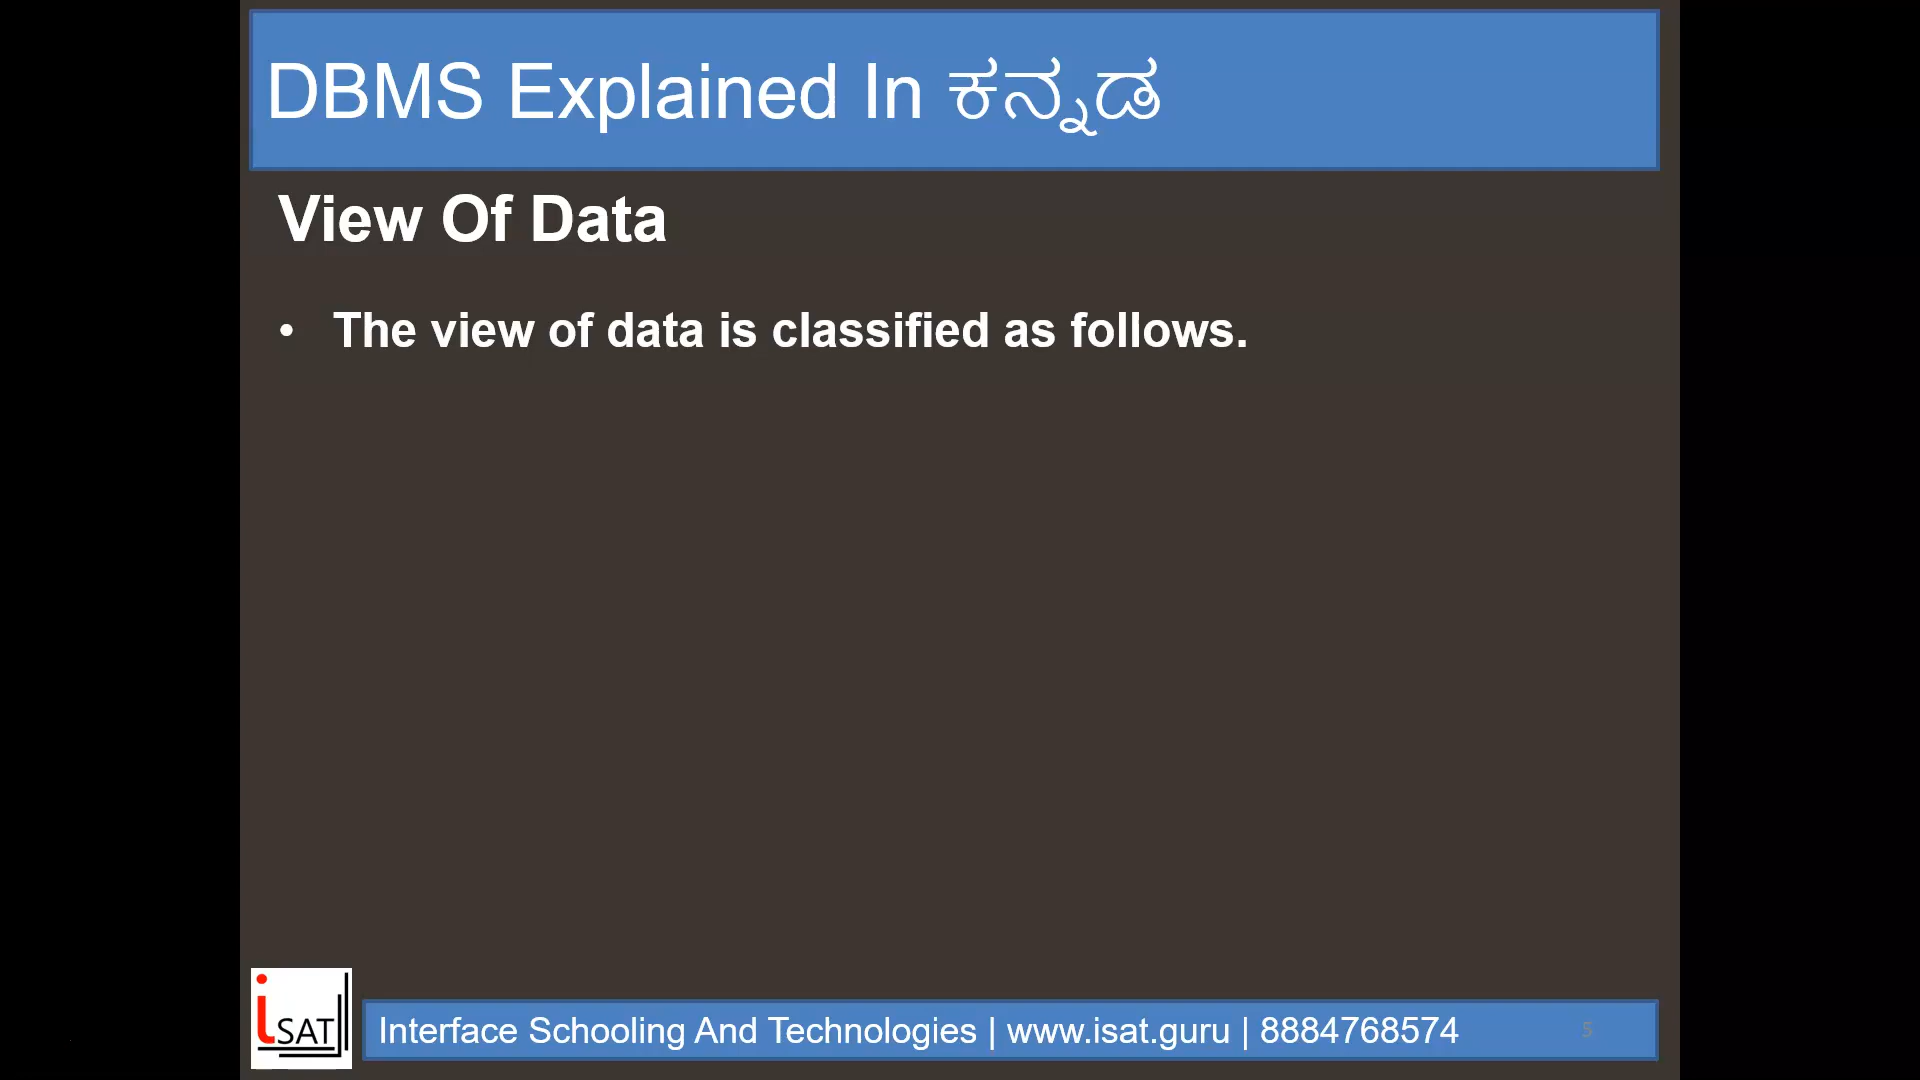 DBMS Explained In ಕನ್ನಡ
View Of Data
• The view of data is classified as follows.
iSAT
Interface Schooling And Technologies | www.isat.guru | 8884768574
5